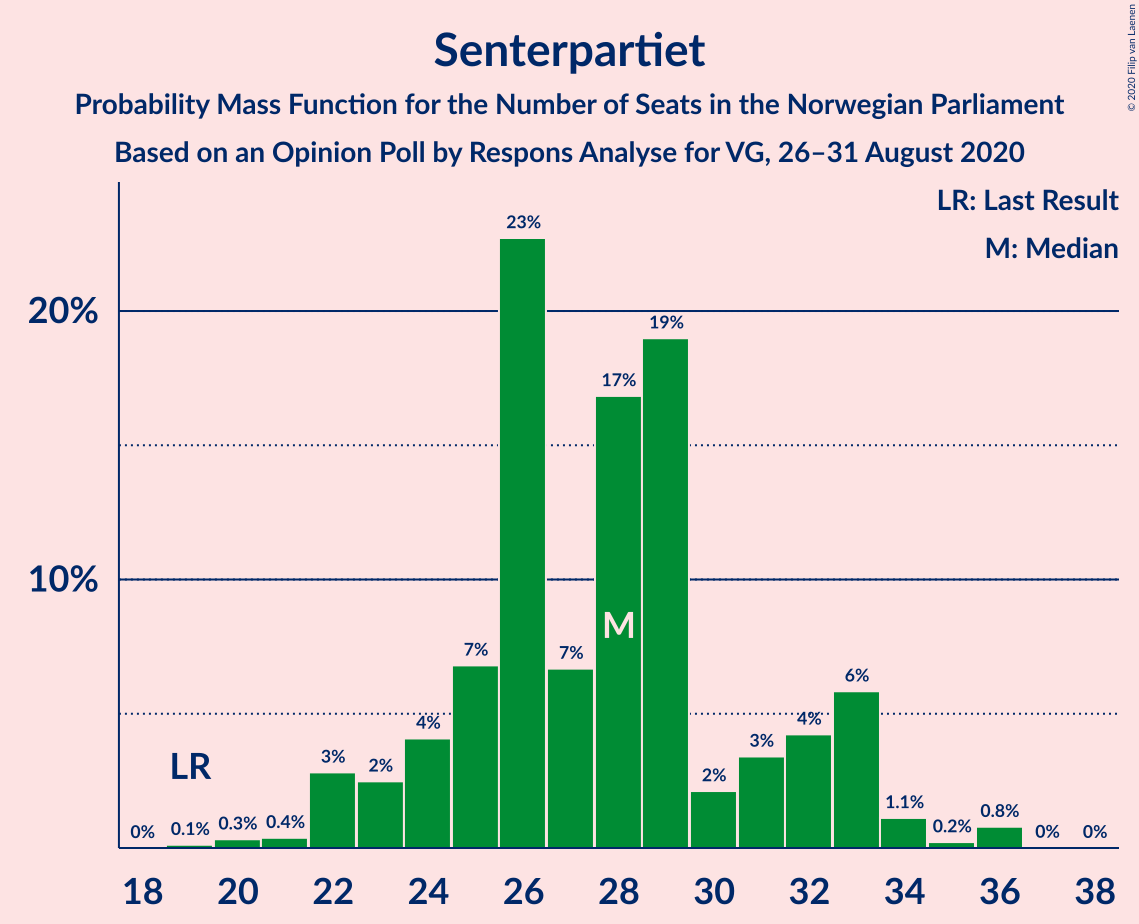 Senterpartiet
Probability Mass Function for the Number of Seats in the Norwegian Parliament
Based on an Opinion Poll by Respons Analyse for VG, 26–31 August 2020
© 2020 Filip van Laenen
LR: Last Result
M: Median
20%
10%
0%
0.1%
0.3%
0.4%
3%
2%
4%
7%
23%
7%
17%
19%
2%
3%
4%
6%
1.1%
0.2%
0.8%
0%
0%
LR
M
18 20 22 24 26 28 30 32 34 36 38